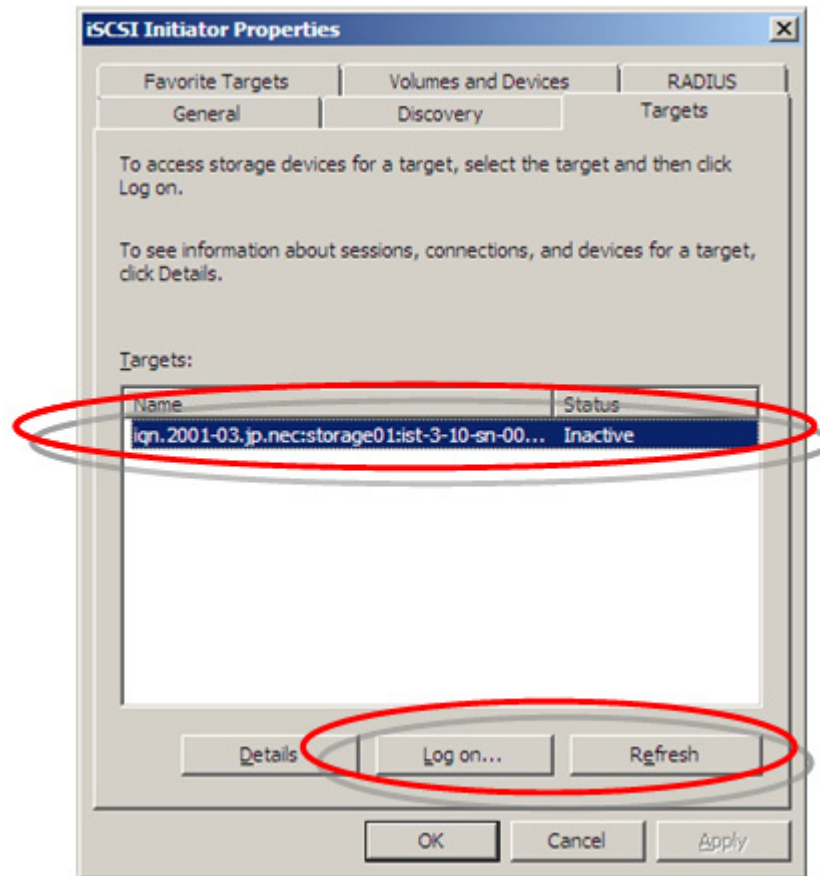 iSCSI Initiator Properties
Favorite Targets Volumes and Devices RADIUS
General Discovery Targets
To access storage devices for a target, select the target and then click
Log on.
To see information about sessions, connections, and devices for a target,
click Details.
Targets:
Name Status
iqn.2001-03.jp.nec:storage01:ist-3-10-sn-00... Inactive
Details Log on... Refresh
OK Cancel Apply